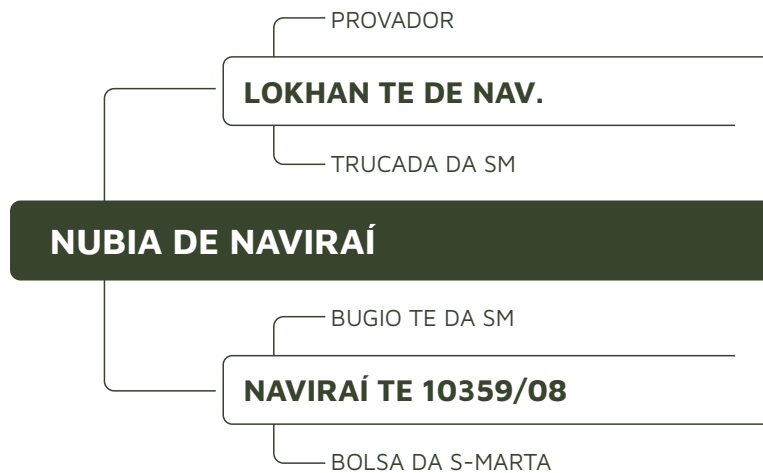 PROVADOR
LOKHAN TE DE NAV.
TRUCADA DA SM
NUBIA DE NAVIRAÍ
BUGIO TE DA SM
NAVIRAÍ TE 10359/08
BOLSA DA S-MARTA